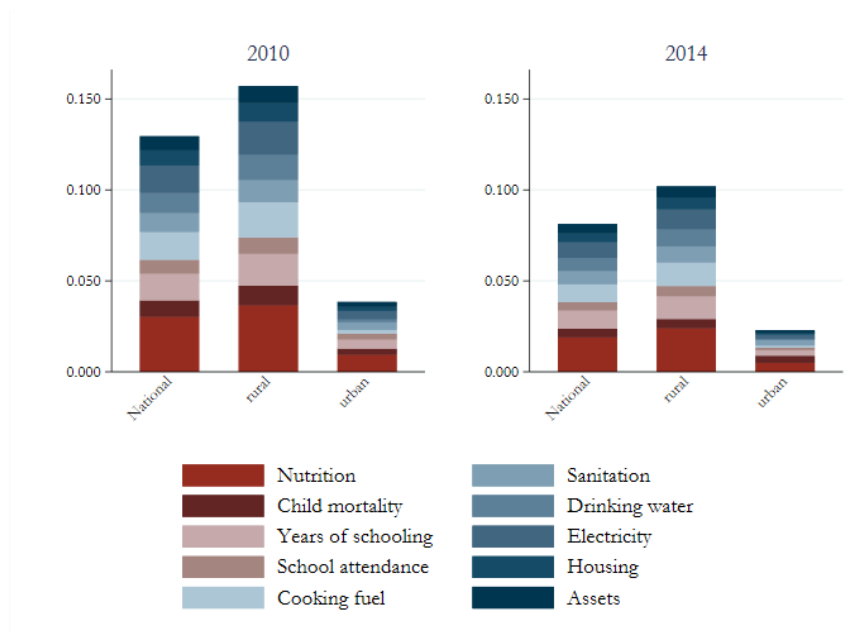 2010
0.150
0.100
0.050
0.000
National
rural
urban
2014
0.150
0.100
0.050
0.000
National
rural
urban
Nutrition
Child mortality
Years of schooling
School attendance
Cooking fuel
Sanitation
Drinking water
Electricity
Housing
Assets